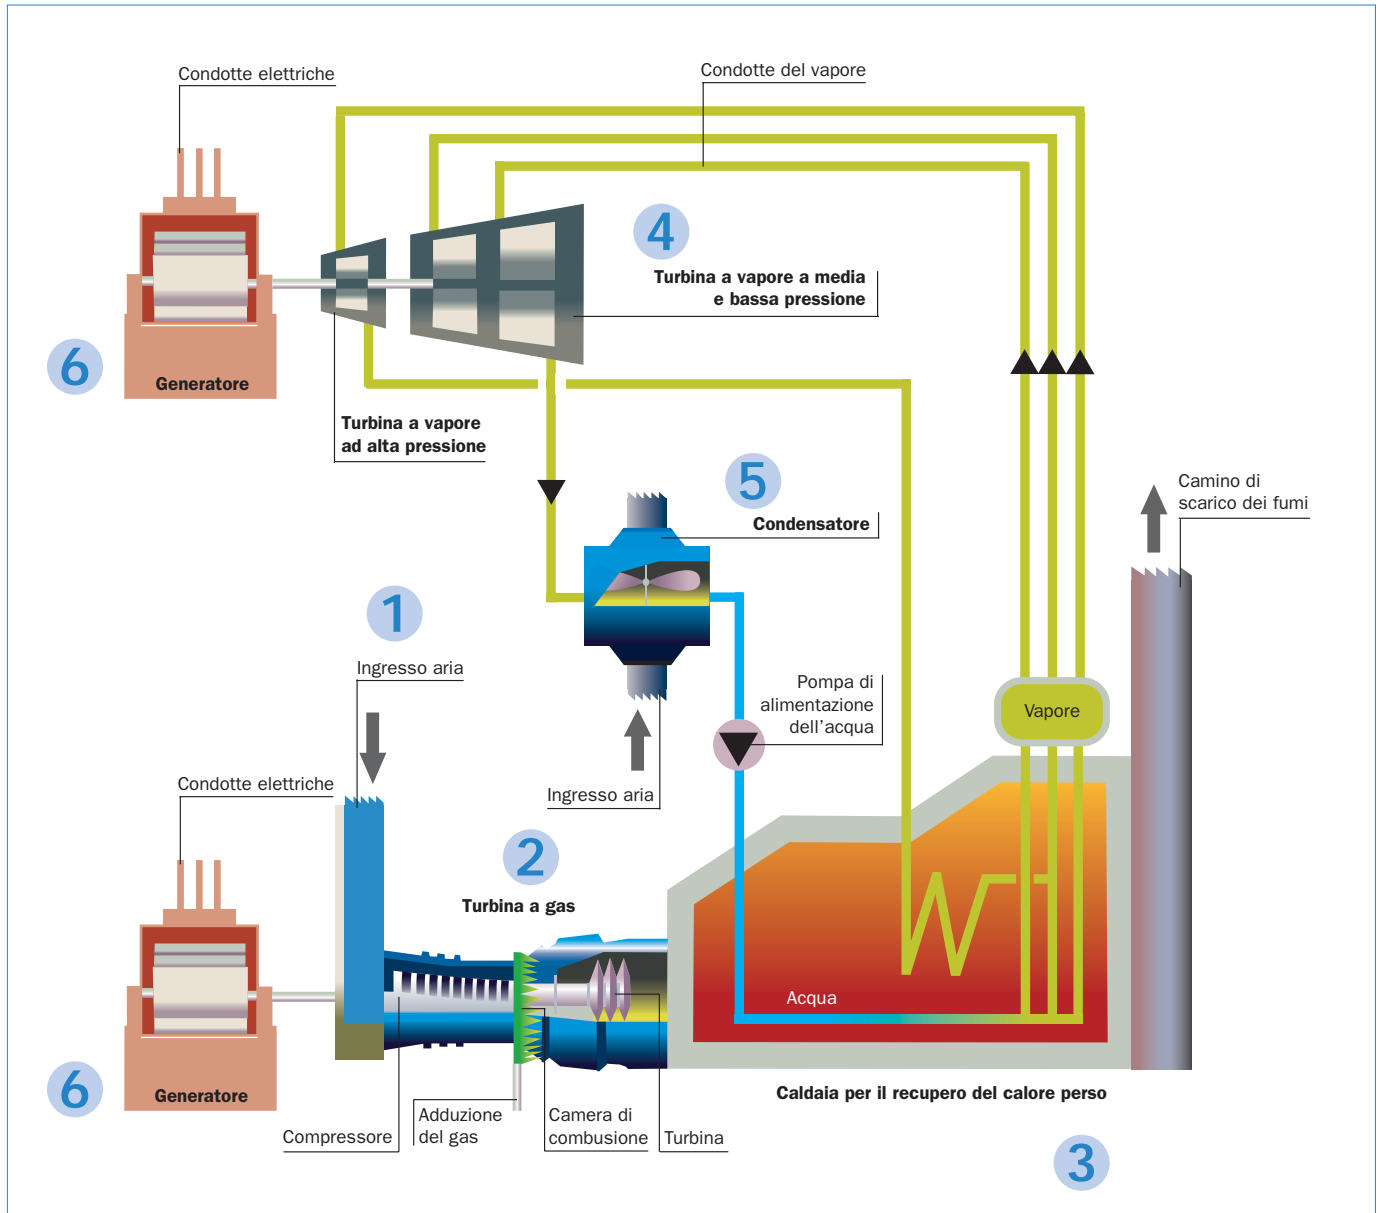 Condotte elettriche
Condotte del vapore
4
Turbina a vapore a media
e bassa pressione
6
Generatore
Turbina a vapore
ad alta pressione
5
Condensatore
Camino di
scarico dei fumi
1
Ingresso aria
Pompa di
alimentazione
dell'acqua
Vapore
Condotte elettriche
Ingresso aria
2
Turbina a gas
Acqua
6
Generatore
Caldaia per il recupero del calore perso
Compressore
Adduzione
del gas
Camera di
combusione
Turbina
3